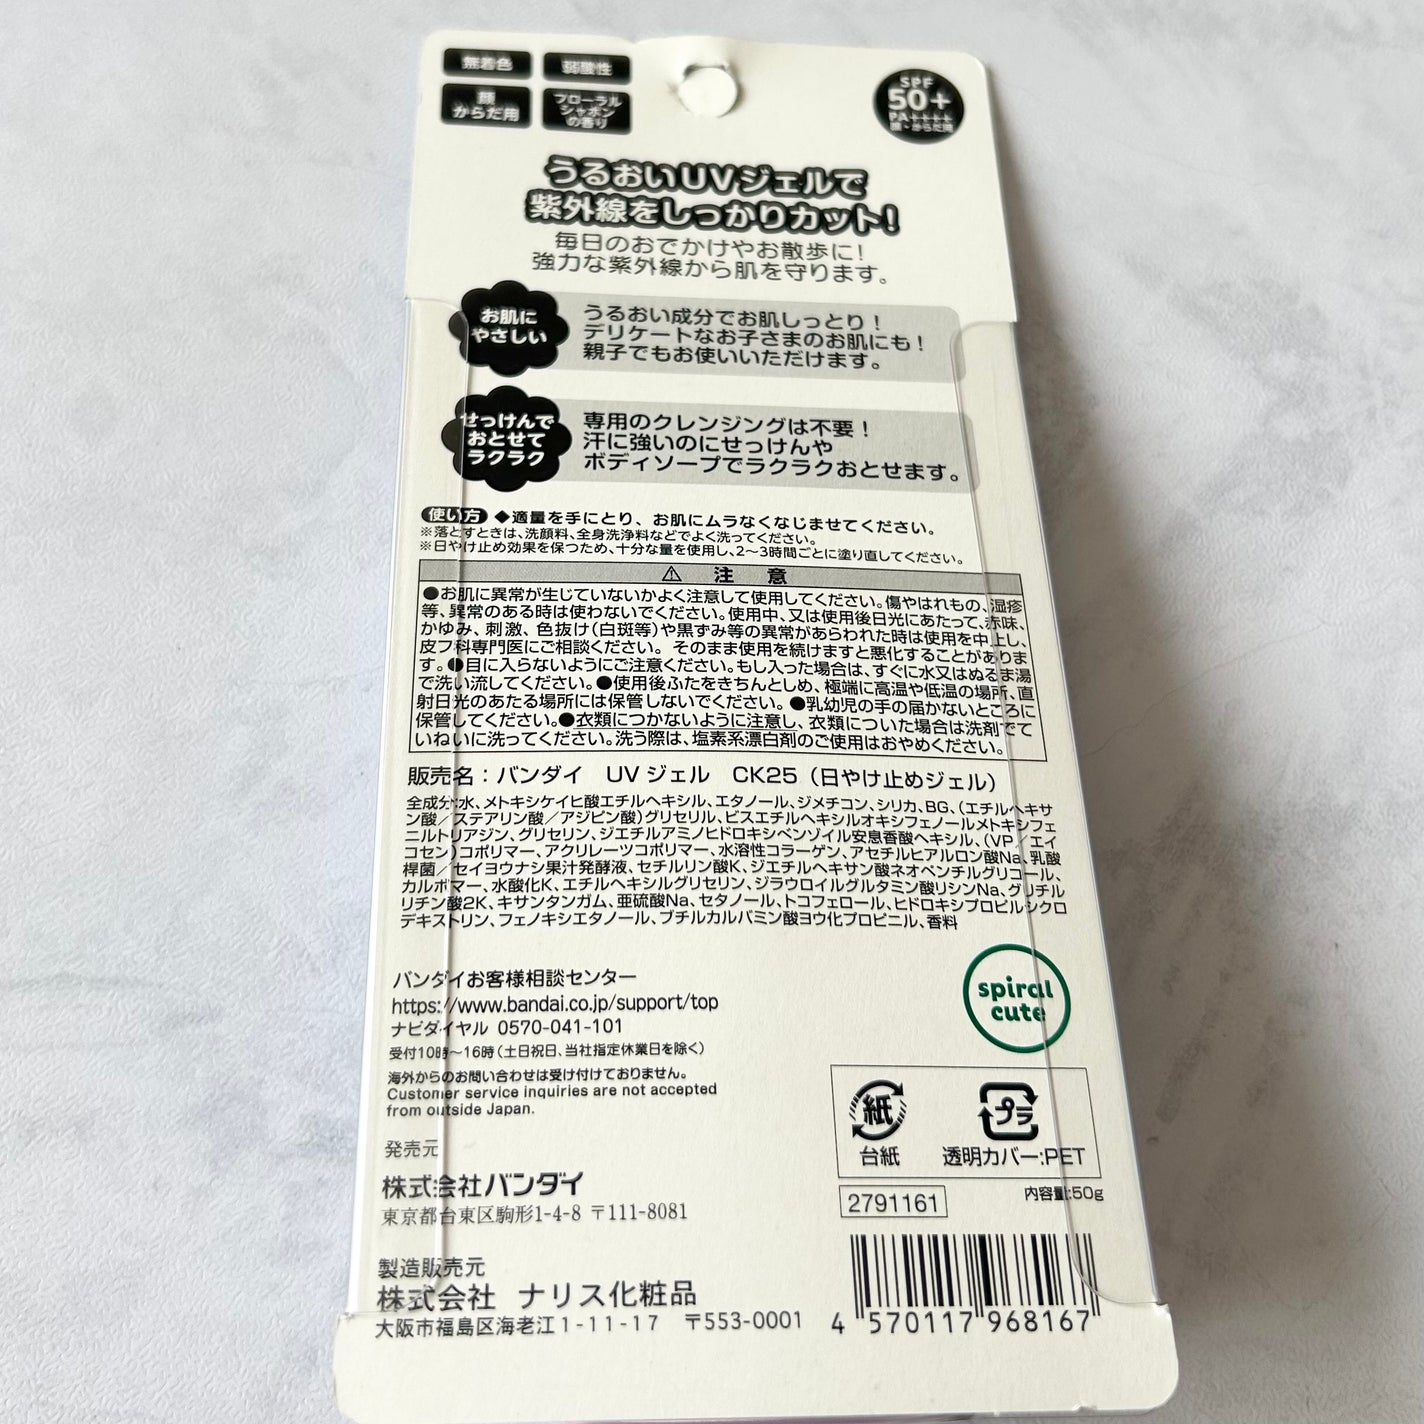 無着色
弱酸性
顔
からだ用
フローラル
シャボン
の香り
SPF
50+
PA++++
顔・からだ用
うるおいUVジェルで
紫外線をしっかりカット!
毎日のおでかけやお散歩に!
強力な紫外線から肌を守ります。
お肌に
やさしい
うるおい成分でお肌しっとり!
デリケートなお子さまのお肌にも!
親子でもお使いいただけます。
せっけんで
おとせて
ラクラク
専用のクレンジングは不要!
汗に強いのにせっけんや
ボディソープでラクラクおとせます。
使い方 ◆適量を手にとり、お肌にムラなくなじませてください。
※落とすときは、洗顔料、全身洗浄料などでよく洗ってください。
※日やけ止め効果を保つため、十分な量を使用し、2〜3時間ごとに塗り直してください。
⚠ 注 意
●お肌に異常が生じていないかよく注意して使用してください。傷やはれもの、湿疹
等、異常のある時は使わないでください。使用中、又は使用後日光にあたって、赤味、
かゆみ、刺激、色抜け(白斑等)や黒ずみ等の異常があらわれた時は使用を中止し、
皮フ科専門医にご相談ください。そのまま使用を続けますと悪化することがありま
す。●目に入らないようにご注意ください。もし入った場合は、すぐに水又はぬるま湯
で洗い流してください。●使用後ふたをきちんとしめ、極端に高温や低温の場所、直
射日光のあたる場所には保管しないでください。●乳幼児の手の届かないところに
保管してください。●衣類につかないように注意し、衣類についた場合は洗剤でて
いねいに洗ってください。洗う際は、塩素系漂白剤のご使用はおやめください。
販売名：バンダイ UVジェル CK25（日やけ止めジェル）
全成分:水、メトキシケイヒ酸エチルヘキシル、エタノール、ジメチコン、シリカ、BG、(エチルヘキサ
ン酸／ステアリン酸／アジピン酸)グリセリル、ビスエチルヘキシルオキシフェノールメトキシフェ
ニルトリアジン、グリセリン、ジエチルアミノヒドロキシベンゾイル安息香酸ヘキシル、(VP／エイ
コセン)コポリマー、アクリレーツコポリマー、水溶性コラーゲン、アセチルヒアルロン酸Na、乳酸
桿菌／セイヨウナシ果汁発酵液、セチルリン酸K、ジエチルヘキサン酸ネオペンチルグリコール、
カルボマー、水酸化K、エチルヘキシルグリセリン、ジラウロイルグルタミン酸リシンNa、グリチル
リチン酸2K、キサンタンガム、亜硫酸Na、セタノール、トコフェロール、ヒドロキシプロピルシクロ
デキストリン、フェノキシエタノール、ブチルカルバミン酸ヨウ化プロピニル、香料
バンダイお客様相談センター
https://www.bandai.co.jp/support/top
ナビダイヤル 0570-041-101
受付10時〜16時(土日祝日、当社指定休業日を除く)
海外からのお問い合わせは受け付けておりません。
Customer service inquiries are not accepted
from outside Japan.
spiral
cute
発売元
株式会社バンダイ
東京都台東区駒形1-4-8 〒111-8081
紙
プラ
台紙
透明カバー:PET
2791161
内容量:50g
製造販売元
株式会社 ナリス化粧品
大阪市福島区海老江1-11-17 〒553-0001
4 570117 968167